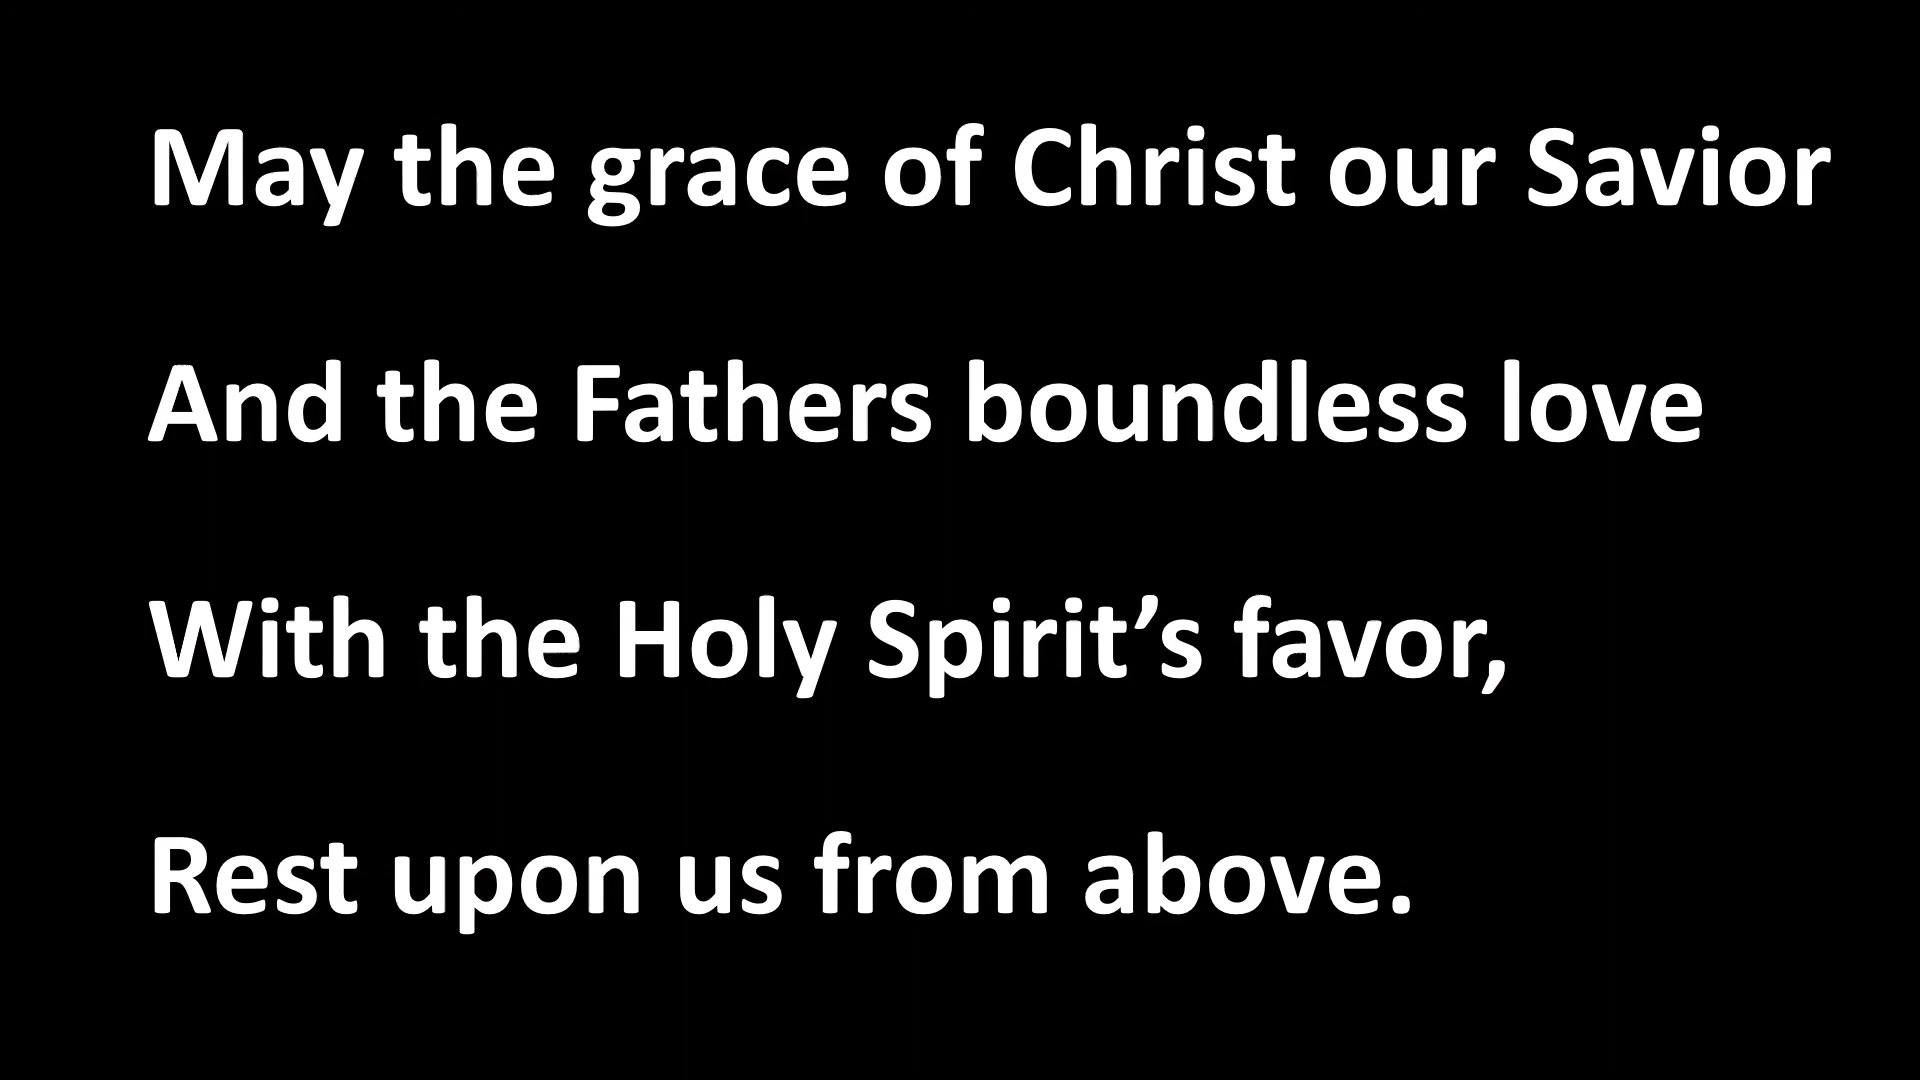 May the grace of Christ our Savior
And the Fathers boundless love
With the Holy Spirit’s favor,
Rest upon us from above.